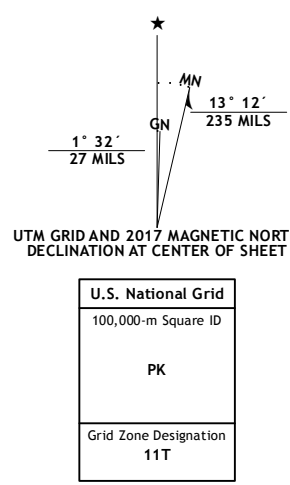 MN
13° 12´
235 MILS
GN
1° 32´
27 MILS
UTM GRID AND 2017 MAGNETIC NORT
DECLINATION AT CENTER OF SHEET
U.S. National Grid
100,000-m Square ID
PK
Grid Zone Designation
11T